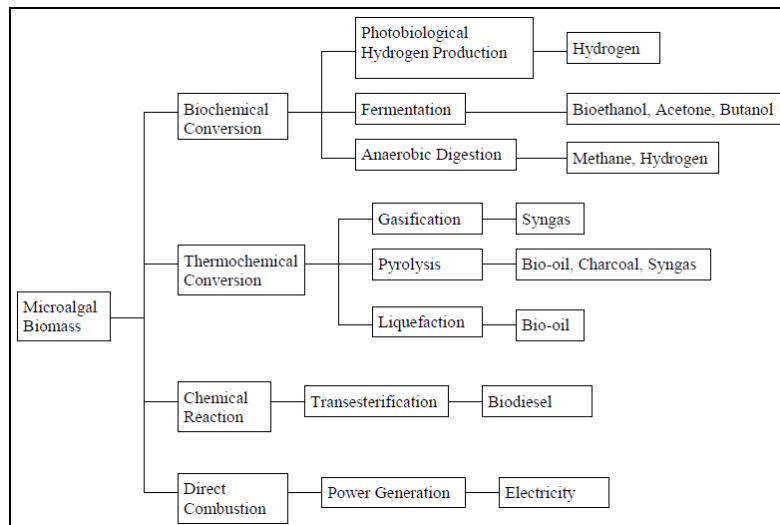 Photobiological
Hydrogen Production
Hydrogen
Biochemical
Conversion
Fermentation
Bioethanol, Acetone, Butanol
Anaerobic Digestion
Methane, Hydrogen
Gasification
Syngas
Thermochemical
Conversion
Pyrolysis
Bio-oil, Charcoal, Syngas
Microalgal
Biomass
Liquefaction
Bio-oil
Chemical
Reaction
Transesterification
Biodiesel
Direct
Combustion
Power Generation
Electricity